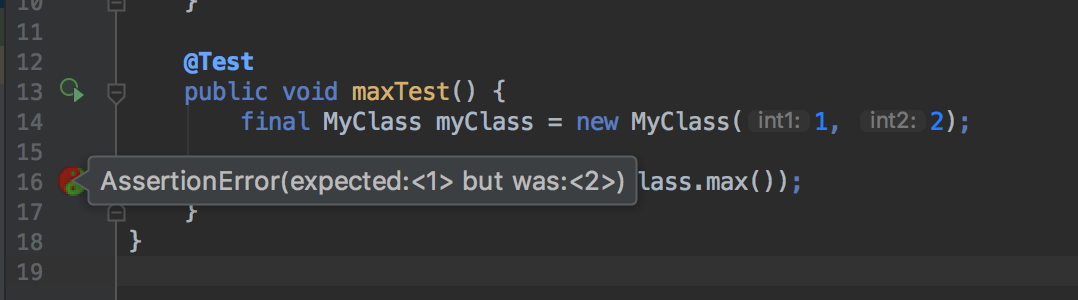 10 }
11
12 @Test
13 public void maxTest() {
14 final MyClass myClass = new MyClass( int1: 1, int2: 2);
15
16 AssertionError(expected:<1> but was:<2>) lass.max());
17 }
18 }
19